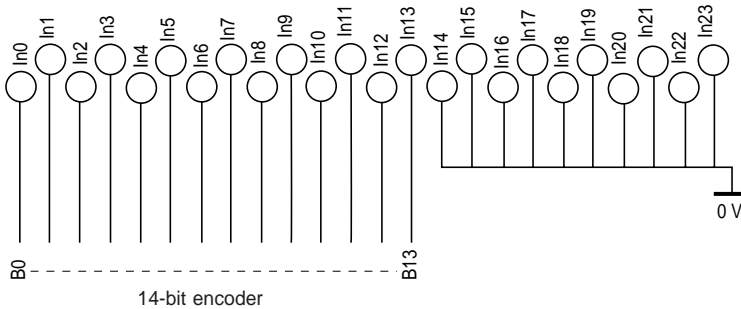 In0
In1
In2
In3
In4
In5
In6
In7
In8
In9
In10
In11
In12
In13
In14
In15
In16
In17
In18
In19
In20
In21
In22
In23
0 V
B0
B13
14-bit encoder